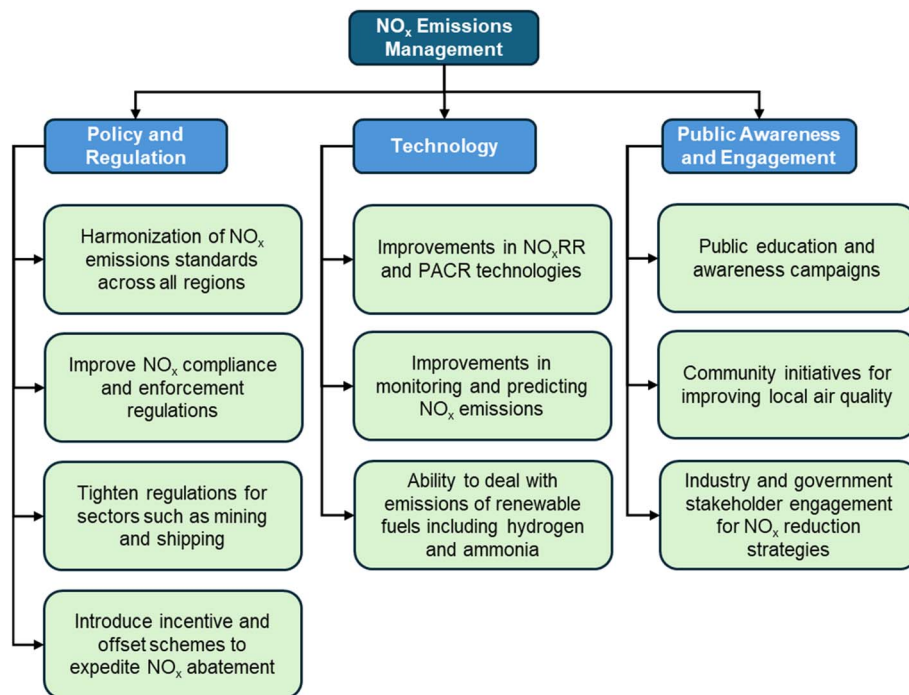 NOx Emissions
Management
Policy and
Regulation
Harmonization of NOx
emissions standards
across all regions
Improve NOx compliance
and enforcement
regulations
Tighten regulations for
sectors such as mining
and shipping
Introduce incentive and
offset schemes to
expedite NOx abatement
Technology
Improvements in NOxRR
and PACR technologies
Improvements in
monitoring and predicting
NOx emissions
Ability to deal with
emissions of renewable
fuels including hydrogen
and ammonia
Public Awareness
and Engagement
Public education and
awareness campaigns
Community initiatives for
improving local air quality
Industry and government
stakeholder engagement
for NOx reduction
strategies